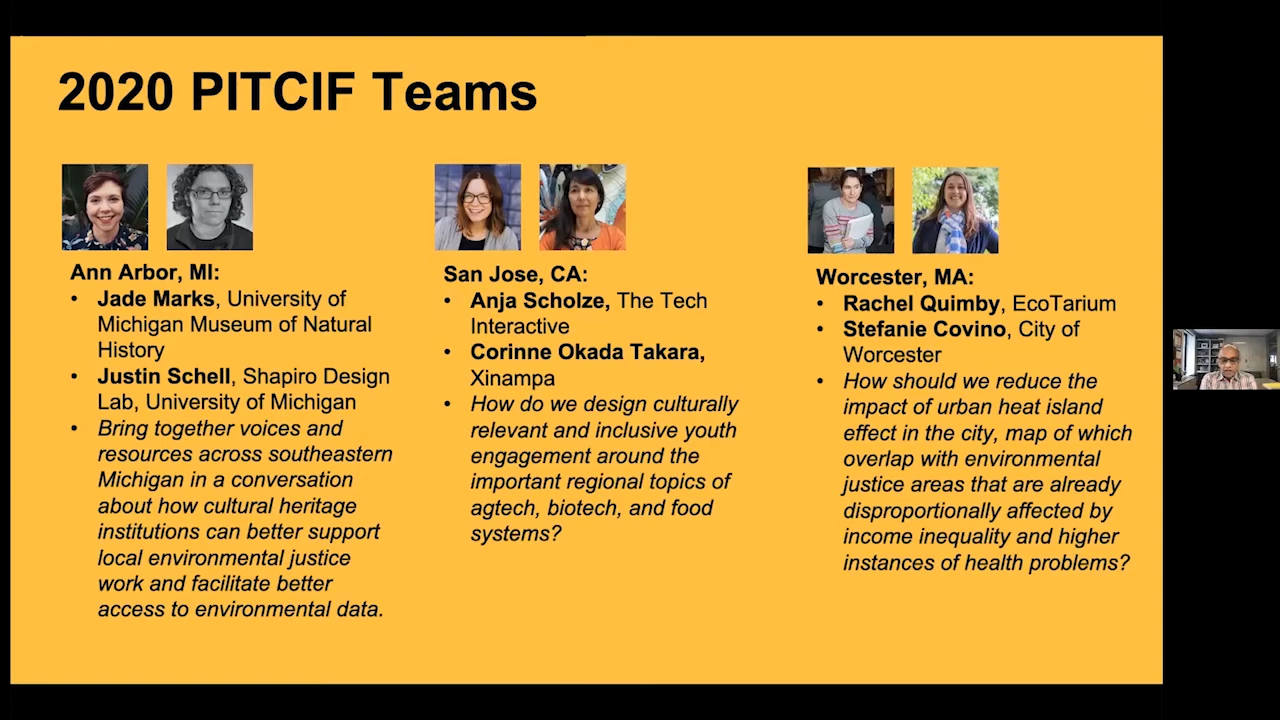 2020 PITCIF Teams
Ann Arbor, MI:
• Jade Marks, University of
Michigan Museum of Natural
History
• Justin Schell, Shapiro Design
Lab, University of Michigan
• Bring together voices and
resources across southeastern
Michigan in a conversation
about how cultural heritage
institutions can better support
local environmental justice
work and facilitate better
access to environmental data.
San Jose, CA:
• Anja Scholze, The Tech
Interactive
• Corinne Okada Takara,
Xinampa
• How do we design culturally
relevant and inclusive youth
engagement around the
important regional topics of
agtech, biotech, and food
systems?
Worcester, MA:
• Rachel Quimby, EcoTarium
• Stefanie Covino, City of
Worcester
• How should we reduce the
impact of urban heat island
effect in the city, map of which
overlap with environmental
justice areas that are already
disproportionally affected by
income inequality and higher
instances of health problems?